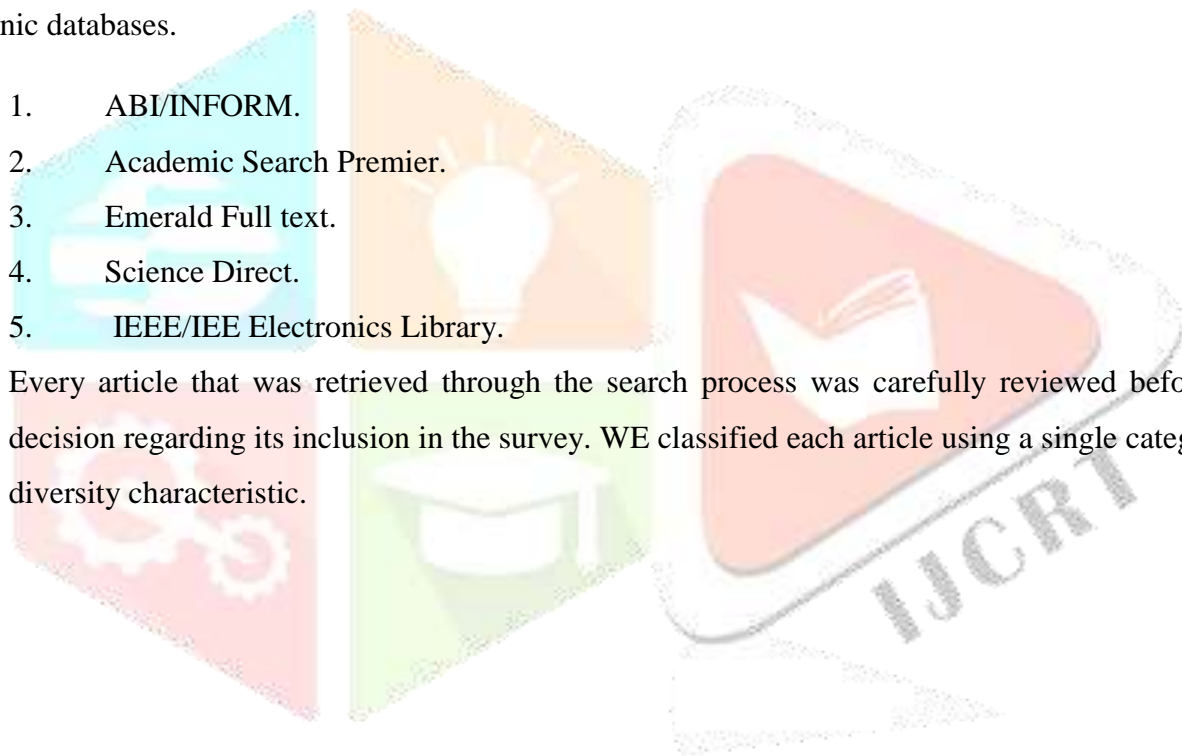 nic databases.
1. ABI/INFORM.
2. Academic Search Premier.
3. Emerald Full text.
4. Science Direct.
5. IEEE/IEE Electronics Library.
Every article that was retrieved through the search process was carefully reviewed befo
decision regarding its inclusion in the survey. WE classified each article using a single categ
diversity characteristic.
IJCRT